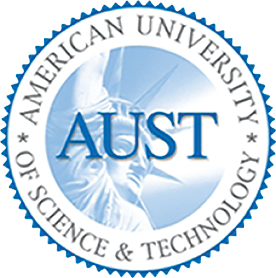 ★ AMERICAN UNIVERSITY ★
OF SCIENCE & TECHNOLOGY
AUST